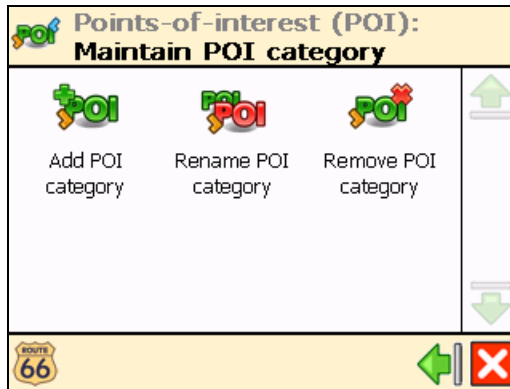 POI
Points-of-interest (POI):
Maintain POI category
POI
POI
POI
POI
Add POI
category
Rename POI
category
Remove POI
category
ROUTE
66